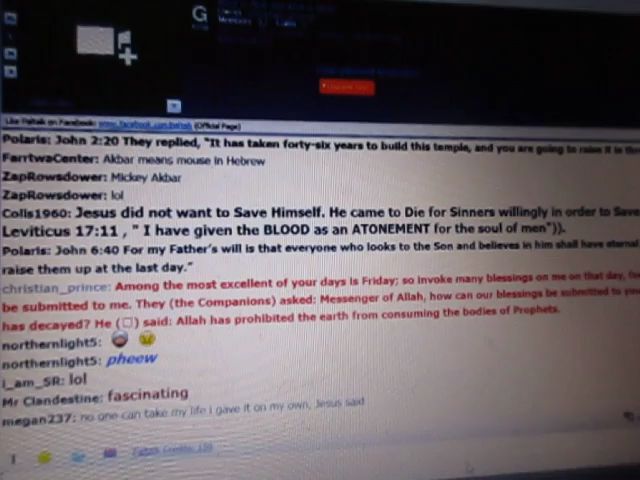 G
Like Paltalk on Facebook: www.facebook.com/paltalk (Official Page)
Polaris: John 2:20 They replied, "It has taken forty-six years to build this temple, and you are going to raise it in
FarrtwaCenter: Akbar means mouse in Hebrew
ZapRowsdower: Mickey Akbar
ZapRowsdower: lol
Colis1960: Jesus did not want to Save Himself. He came to Die for Sinners willingly in order to Save
Leviticus 17:11 , " I have given the BLOOD as an ATONEMENT for the soul of men")).
Polaris: John 6:40 For my Father's will is that everyone who looks to the Son and believes in him shall have eternal
raise them up at the last day."
christian_prince: Among the most excellent of your days is Friday; so invoke many blessings on me on that day,
be submitted to me. They (the Companions) asked: Messenger of Allah, how can our blessings be submitted to
has decayed? He (□) said: Allah has prohibited the earth from consuming the bodies of Prophets.
northernlight5:
northernlight5: pheew
i_am_SR: lol
Mr Clandestine: fascinating
megan237: no one can take my life i gave it on my own, Jesus said